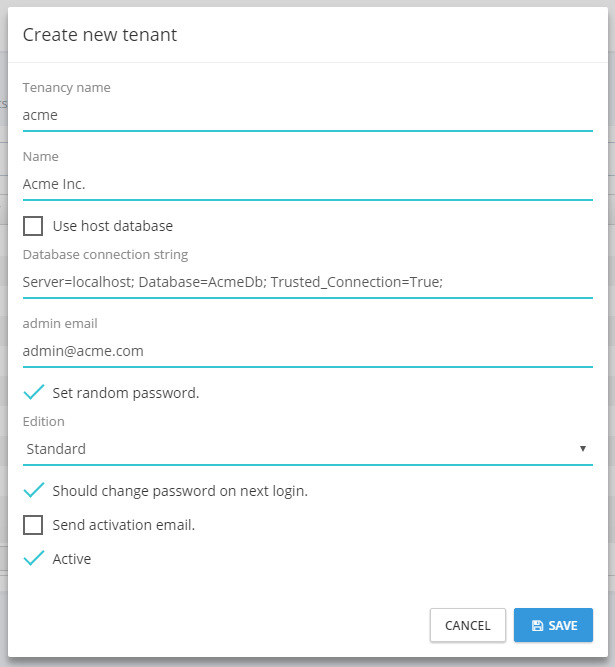 Create new tenant
Tenancy name
acme
Name
Acme Inc.
Use host database
Database connection string
Server=localhost; Database=AcmeDb; Trusted_Connection=True;
admin email
admin@acme.com
Set random password.
Edition
Standard
Should change password on next login.
Send activation email.
Active
CANCEL SAVE